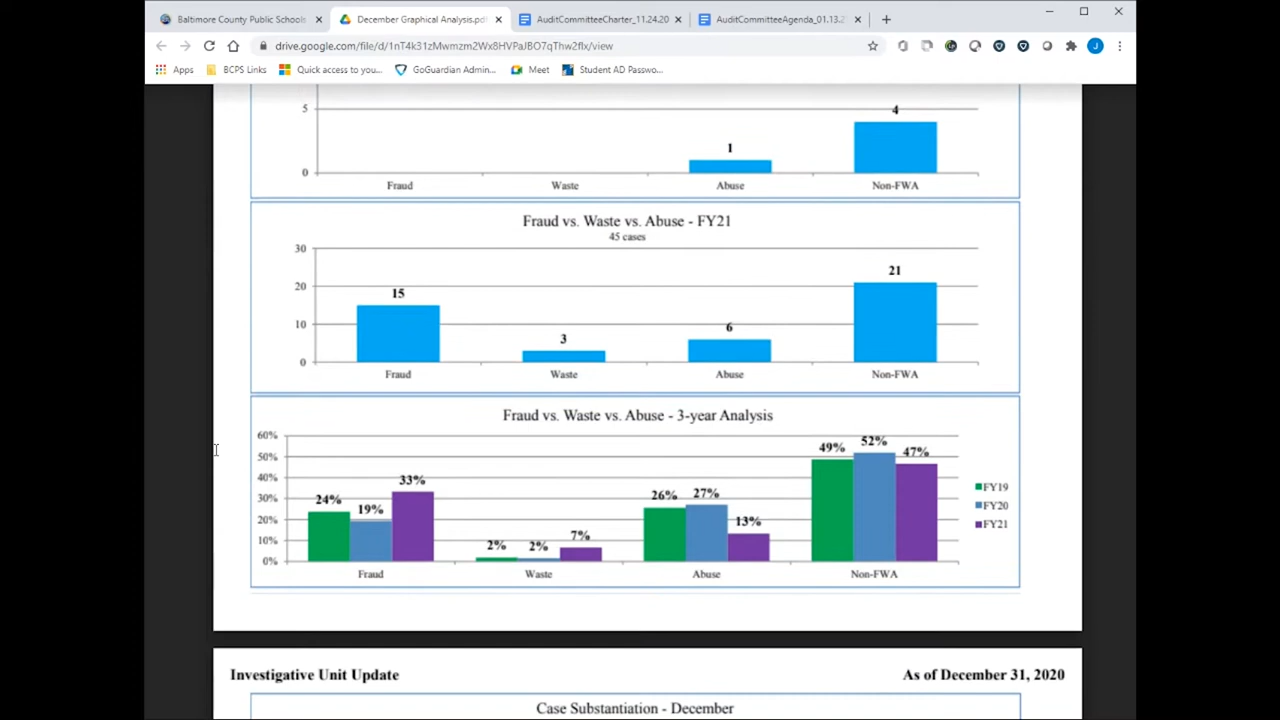 Baltimore County Public Schools
December Graphical Analysis.pdf
AuditCommitteeCharter_11.24.20
AuditCommitteeAgenda_01.13.2
drive.google.com/file/d/1nT4k31zMwmzm2Wx8HVPaJBO7qThw2flx/view
J
Apps
BCPS Links
Quick access to you...
GoGuardian Admin...
Meet
Student AD Passwo...
5
4
1
0
Fraud Waste Abuse Non-FWA
Fraud vs. Waste vs. Abuse - FY21
45 cases
30
21
20
15
10
6
3
0
Fraud Waste Abuse Non-FWA
Fraud vs. Waste vs. Abuse - 3-year Analysis
60%
50%
40%
30%
20%
10%
0%
24% 19% 33%
2% 2% 7%
26% 27% 13%
49% 52% 47%
FY19
FY20
FY21
Fraud Waste Abuse Non-FWA
Investigative Unit Update As of December 31, 2020
Case Substantiation - December